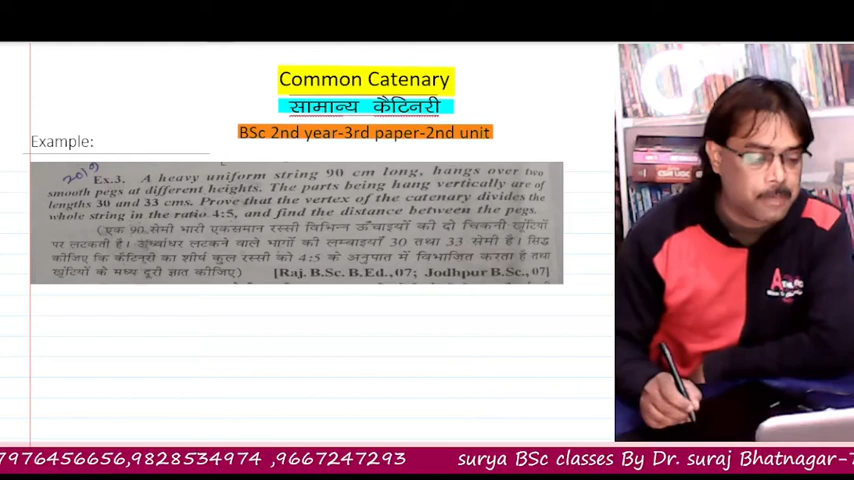 Common Catenary
सामान्य कैटिनरी
BSc 2nd year-3rd paper-2nd unit
Example:
2019
Ex.3. A heavy uniform string 90 cm long, hangs over two
smooth pegs at different heights. The parts being hang vertically are of
lengths 30 and 33 cms. Prove that the vertex of the catenary divides the
whole string in the ratio 4:5, and find the distance between the pegs.
(एक 90 सेमी भारी एकसमान रस्सी विभिन्न ऊँचाइयों की दो चिकनी खूंटियों
पर लटकती है। ऊर्ध्वाधर लटकने वाले भागों की लम्बाइयाँ 30 तथा 33 सेमी है। सिद्ध
कीजिए कि कैटिनरी का शीर्ष कुल रस्सी को 4:5 के अनुपात में विभाजित करता है तथा
खूंटियों के मध्य दूरी ज्ञात कीजिए) [Raj. B.Sc. B.Ed.,07; Jodhpur B.Sc.,07]
7976456656,9828534974 ,9667247293 surya BSc classes By Dr. suraj Bhatnagar-7